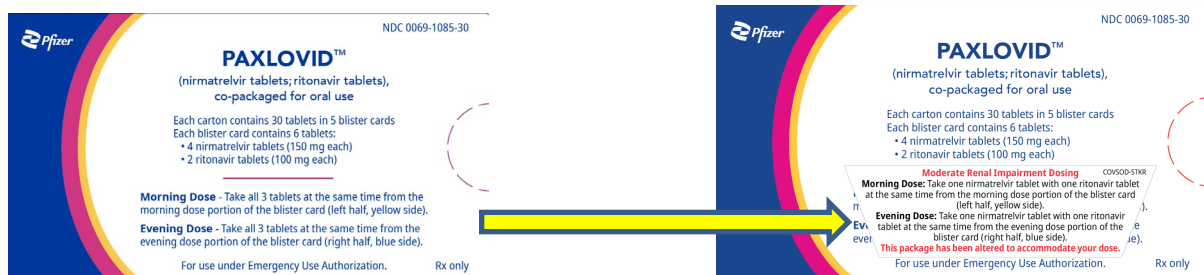 NDC 0069-1085-30
Pfizer
PAXLOVID™
(nirmatrelvir tablets; ritonavir tablets),
co-packaged for oral use
Each carton contains 30 tablets in 5 blister cards
Each blister card contains 6 tablets:
• 4 nirmatrelvir tablets (150 mg each)
• 2 ritonavir tablets (100 mg each)
Morning Dose - Take all 3 tablets at the same time from the
morning dose portion of the blister card (left half, yellow side).
Evening Dose - Take all 3 tablets at the same time from the
evening dose portion of the blister card (right half, blue side).
For use under Emergency Use Authorization. Rx only
NDC 0069-1085-30
Pfizer
PAXLOVID™
(nirmatrelvir tablets; ritonavir tablets),
co-packaged for oral use
Each carton contains 30 tablets in 5 blister cards
Each blister card contains 6 tablets:
• 4 nirmatrelvir tablets (150 mg each)
• 2 ritonavir tablets (100 mg each)
Moderate Renal Impairment Dosing COVSOD-STKR
Morning Dose: Take one nirmatrelvir tablet with one ritonavir tablet
at the same time from the morning dose portion of the blister card
(left half, yellow side).
Evening Dose: Take one nirmatrelvir tablet with one ritonavir
tablet at the same time from the evening dose portion of the
blister card (right half, blue side).
This package has been altered to accommodate your dose.
For use under Emergency Use Authorization. Rx only